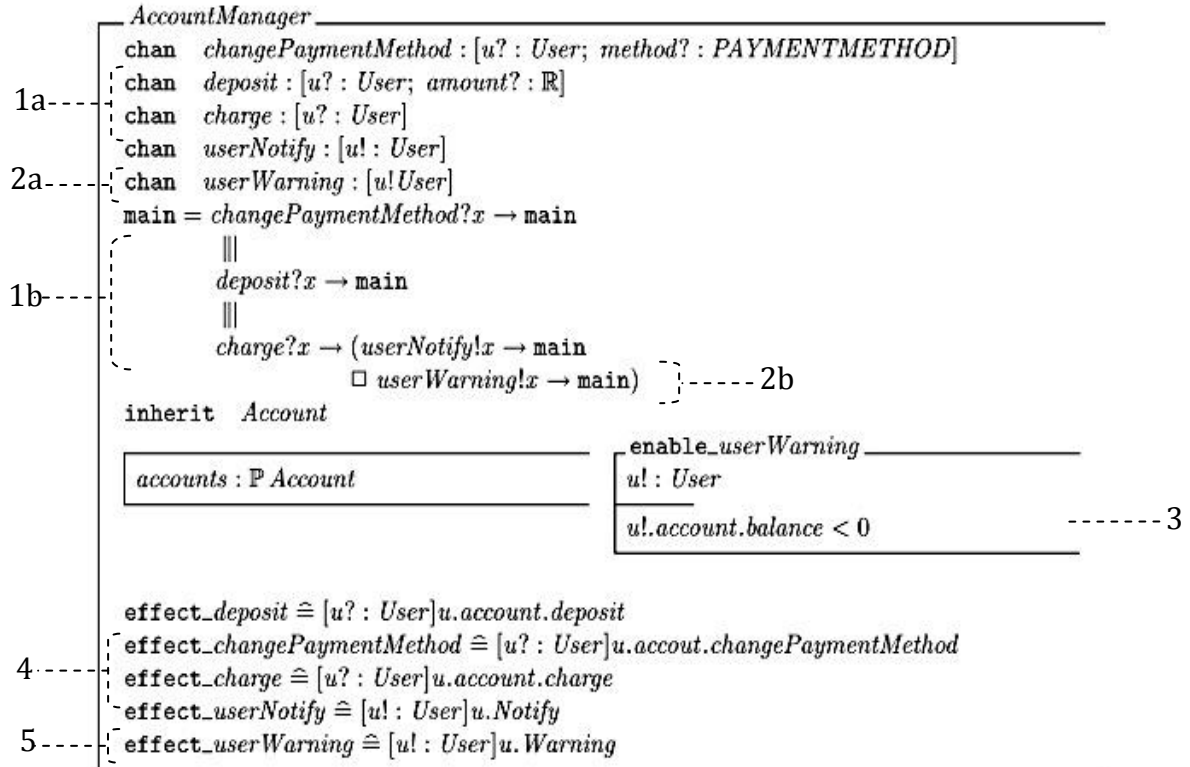 AccountManager
chan changePaymentMethod : [u? : User; method? : PAYMENTMETHOD]
1a
chan deposit : [u? : User; amount? : ℝ]
chan charge : [u? : User]
chan userNotify : [u! : User]
2a
chan userWarning : [u! User]
main = changePaymentMethod?x → main
|||
1b
deposit?x → main
|||
charge?x → (userNotify!x → main
□ userWarning!x → main)
2b
inherit Account
accounts : ℙ Account
enable_userWarning
u! : User
u!.account.balance < 0
3
effect_deposit ≙ [u? : User]u.account.deposit
4
effect_changePaymentMethod ≙ [u? : User]u.accout.changePaymentMethod
effect_charge ≙ [u? : User]u.account.charge
effect_userNotify ≙ [u! : User]u.Notify
5
effect_userWarning ≙ [u! : User]u.Warning